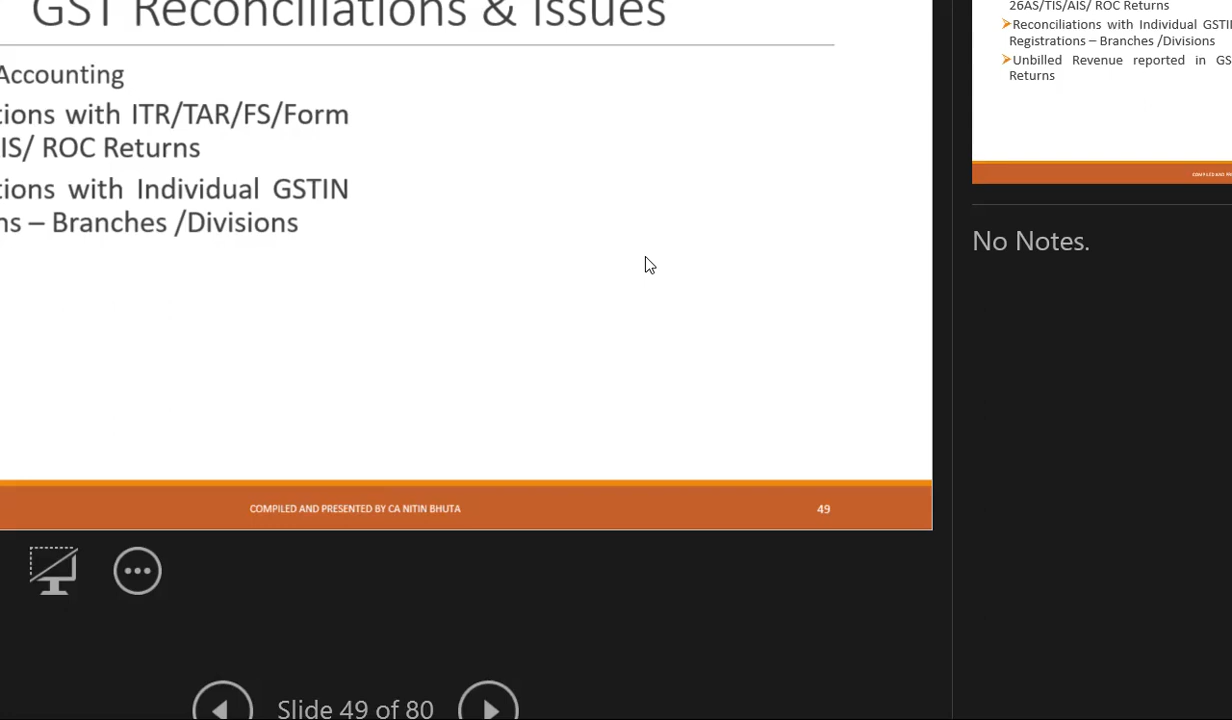 GST Reconciliations & Issues
Accounting
tions with ITR/TAR/FS/Form
IS/ ROC Returns
tions with Individual GSTIN
ns – Branches /Divisions
COMPILED AND PRESENTED BY CA NITIN BHUTA
49
Slide 49 of 80
26AS/TIS/AIS/ ROC Returns
Reconciliations with Individual GSTI
Registrations – Branches /Divisions
Unbilled Revenue reported in GS
Returns
No Notes.